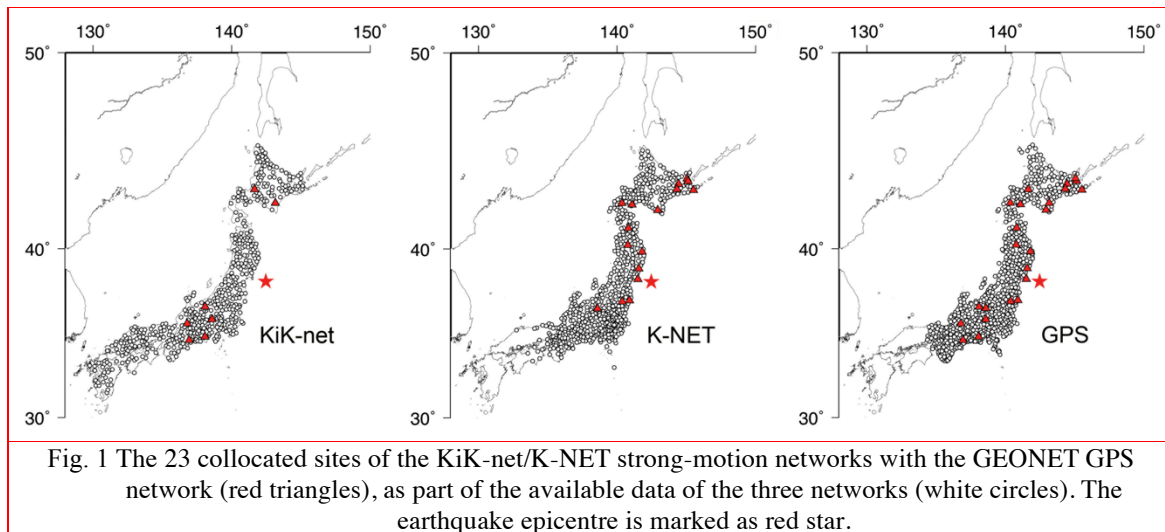 130° 140° 150° 130° 140° 150° 130° 140° 150°
50° 50° 50°
40° 40° 40°
KiK-net K-NET GPS
30° 30° 30°
Fig. 1 The 23 collocated sites of the KiK-net/K-NET strong-motion networks with the GEONET GPS
network (red triangles), as part of the available data of the three networks (white circles). The
earthquake epicentre is marked as red star.